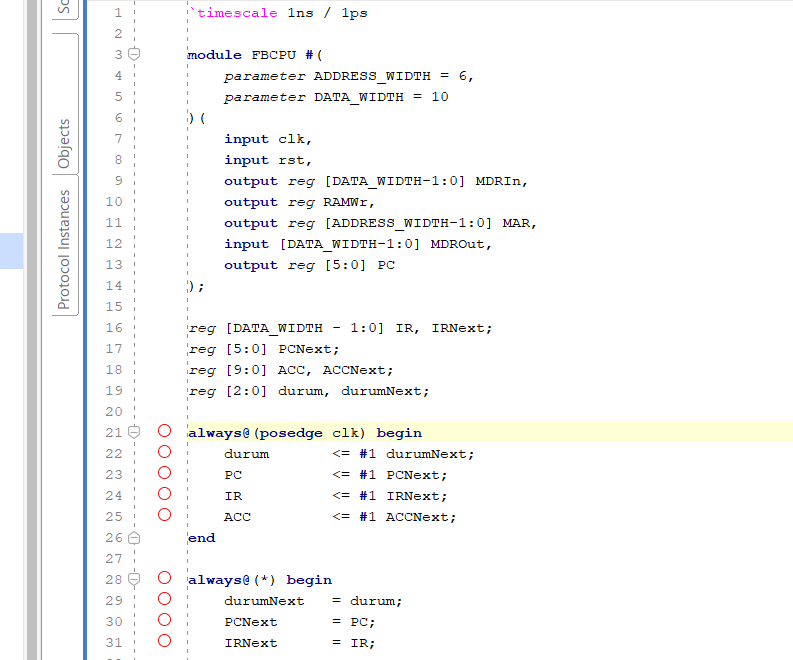 Objects
Protocol Instances
1 `timescale 1ns / 1ps
2
3 module FBCPU #(
4 parameter ADDRESS_WIDTH = 6,
5 parameter DATA_WIDTH = 10
6 )(
7 input clk,
8 input rst,
9 output reg [DATA_WIDTH-1:0] MDRIn,
10 output reg RAMWr,
11 output reg [ADDRESS_WIDTH-1:0] MAR,
12 input [DATA_WIDTH-1:0] MDROut,
13 output reg [5:0] PC
14 );
15
16 reg [DATA_WIDTH - 1:0] IR, IRNext;
17 reg [5:0] PCNext;
18 reg [9:0] ACC, ACCNext;
19 reg [2:0] durum, durumNext;
20
21 always@(posedge clk) begin
22 durum <= #1 durumNext;
23 PC <= #1 PCNext;
24 IR <= #1 IRNext;
25 ACC <= #1 ACCNext;
26 end
27
28 always@(*) begin
29 durumNext = durum;
30 PCNext = PC;
31 IRNext = IR;